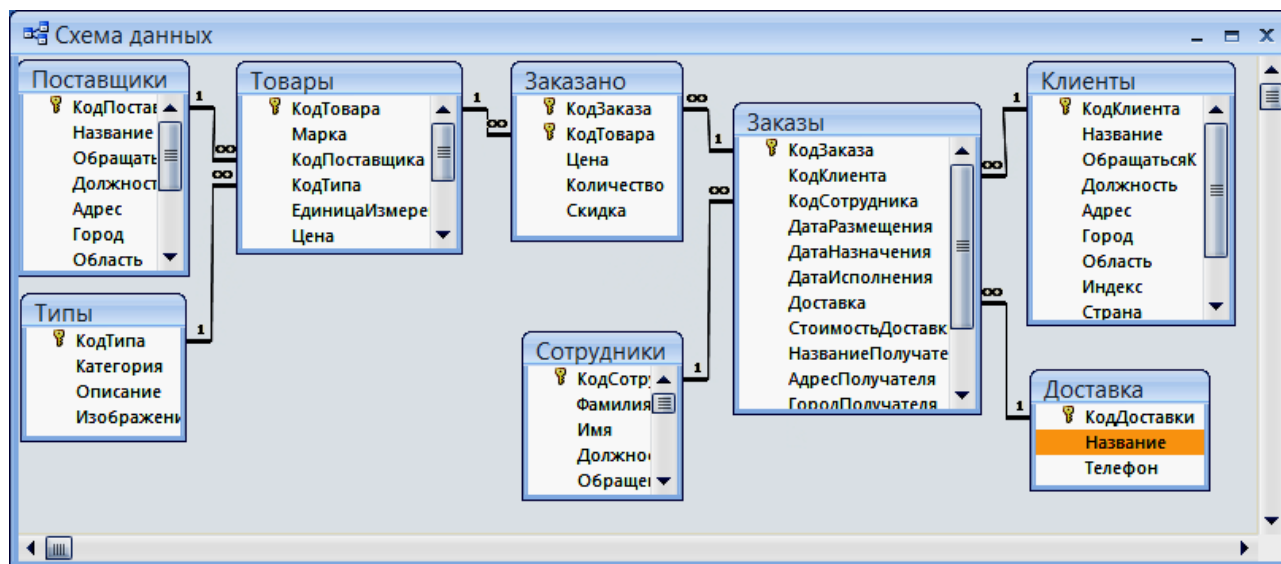 Схема данных
Поставщики
КодПостав
Название
Обращать
Должност
Адрес
Город
Область
Товары
КодТовара
Марка
КодПоставщика
КодТипа
ЕдиницаИзмере
Цена
Заказано
КодЗаказа
КодТовара
Цена
Количество
Скидка
Заказы
КодЗаказа
КодКлиента
КодСотрудника
ДатаРазмещения
ДатаНазначения
ДатаИсполнения
Доставка
СтоимостьДоставк
НазваниеПолучате
АдресПолучателя
ГородПолучателя
Клиенты
КодКлиента
Название
ОбращатьсяК
Должность
Адрес
Город
Область
Индекс
Страна
Типы
КодТипа
Категория
Описание
Изображени
Сотрудники
КодСотру
Фамилия
Имя
Должнос
Обращен
Доставка
КодДоставки
Название
Телефон
1
∞
∞
1
1
∞
∞
1
∞
1
1
∞
∞
1